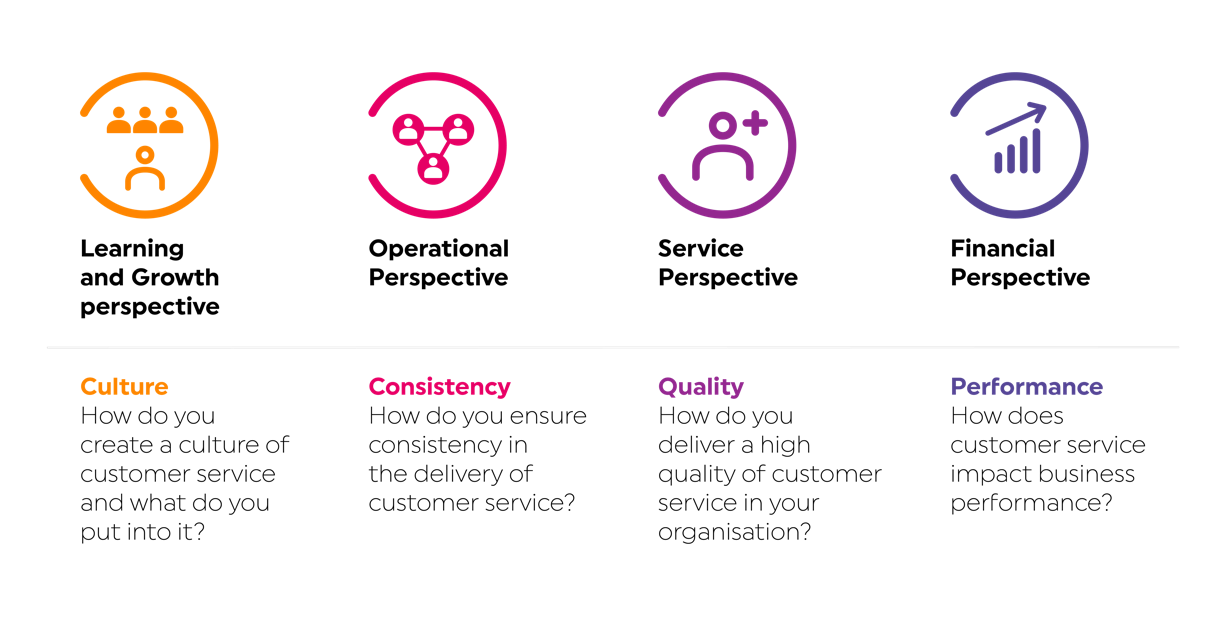 Learning
and Growth
perspective
Operational
Perspective
Service
Perspective
Financial
Perspective
Culture
How do you
create a culture of
customer service
and what do you
put into it?
Consistency
How do you ensure
consistency in
the delivery of
customer service?
Quality
How do you
deliver a high
quality of customer
service in your
organisation?
Performance
How does
customer service
impact business
performance?